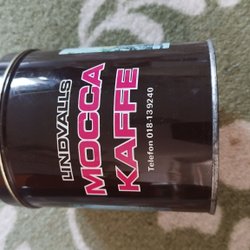 LINDVALLS
MOCCA
KAFFE
Telefon 018-139240